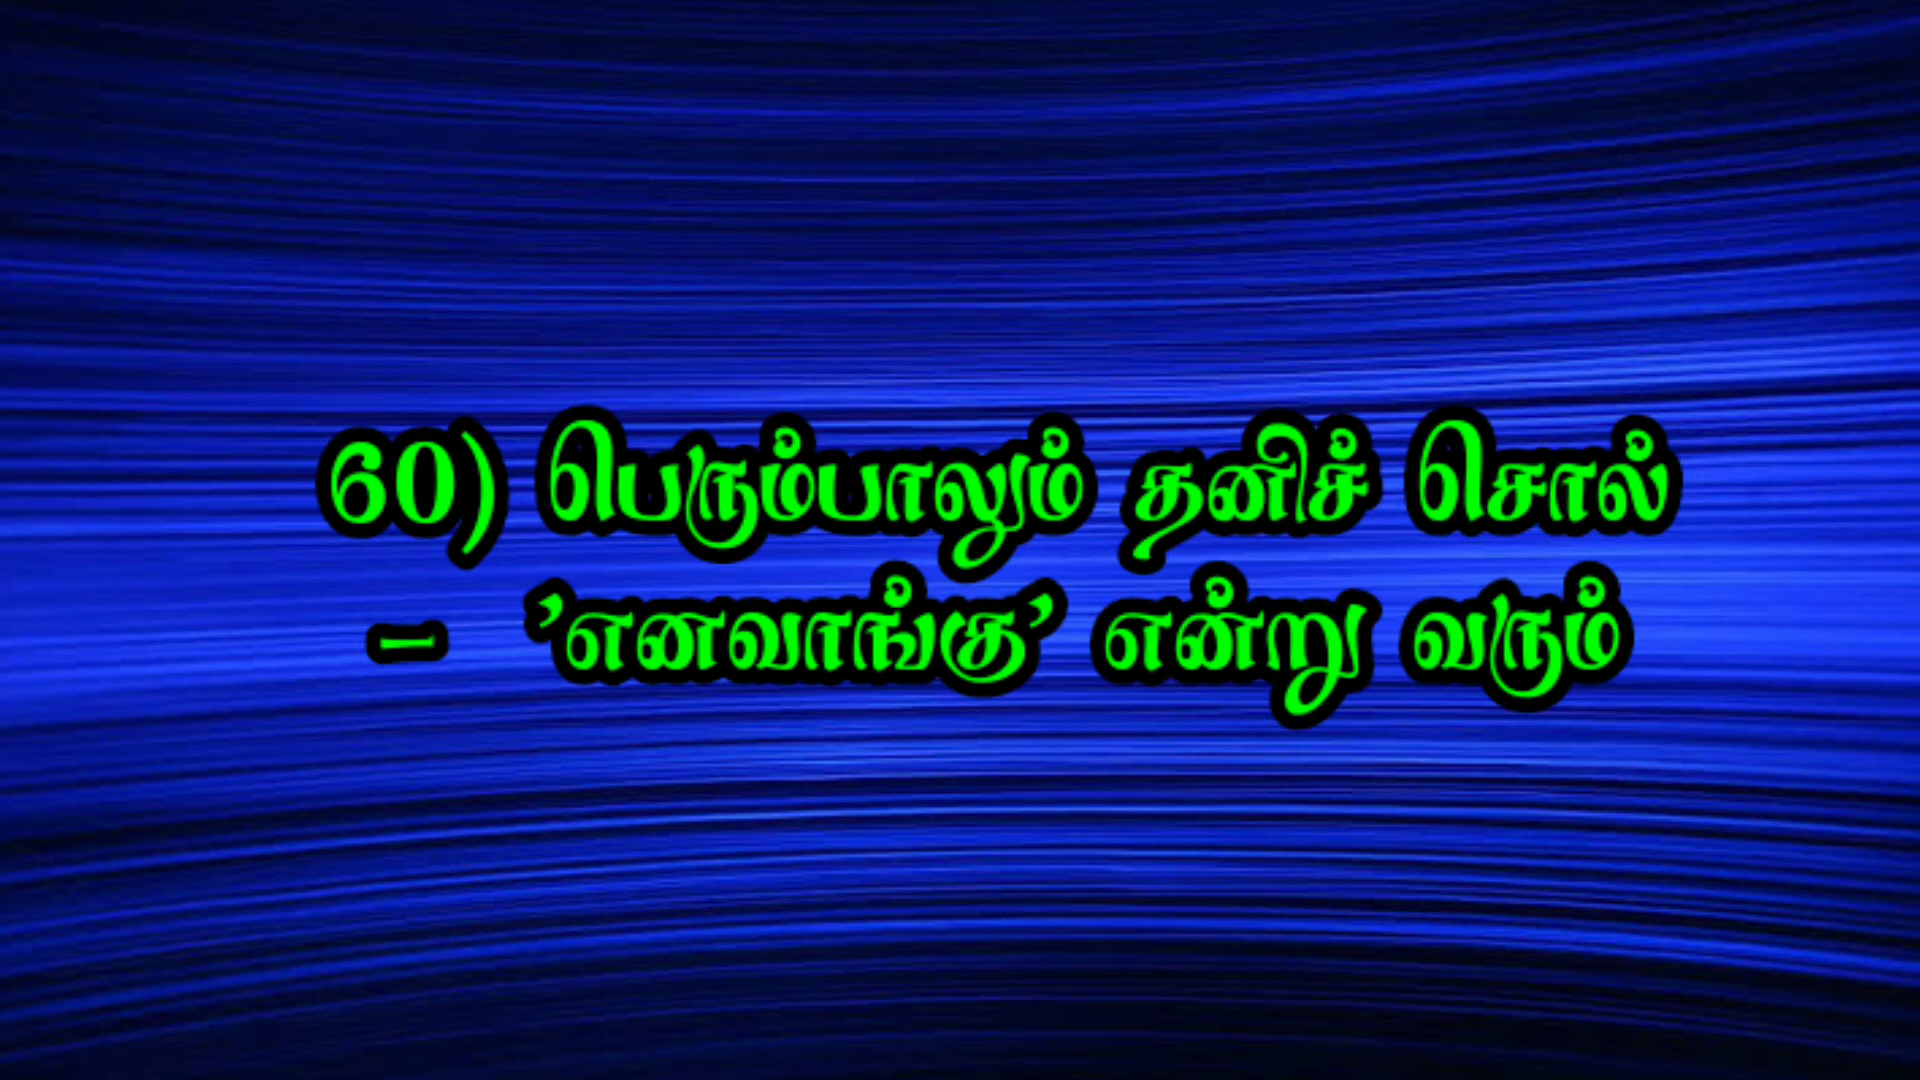 60) பெரும்பாலும் தனிச் சொல்
- ’எனவாங்கு’ என்று வரும்